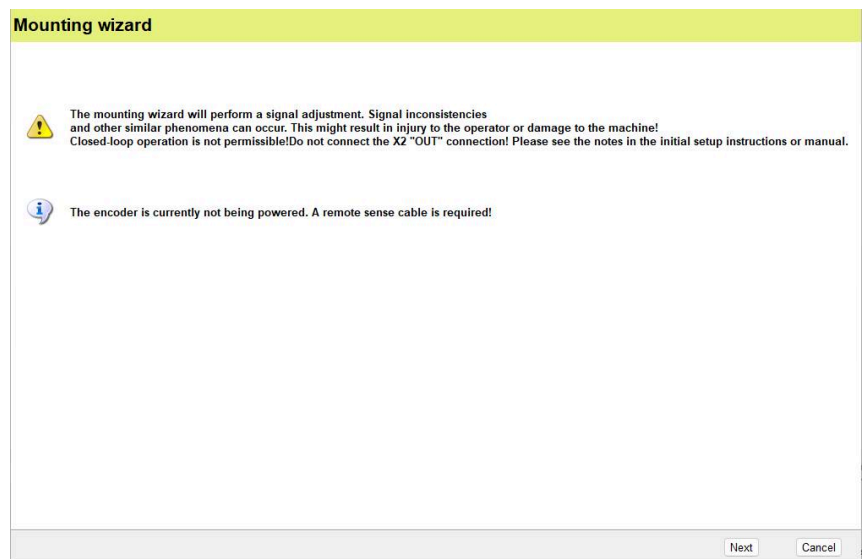 Mounting wizard
The mounting wizard will perform a signal adjustment. Signal inconsistencies
and other similar phenomena can occur. This might result in injury to the operator or damage to the machine!
Closed-loop operation is not permissible!Do not connect the X2 "OUT" connection! Please see the notes in the initial setup instructions or manual.
The encoder is currently not being powered. A remote sense cable is required!
Next Cancel